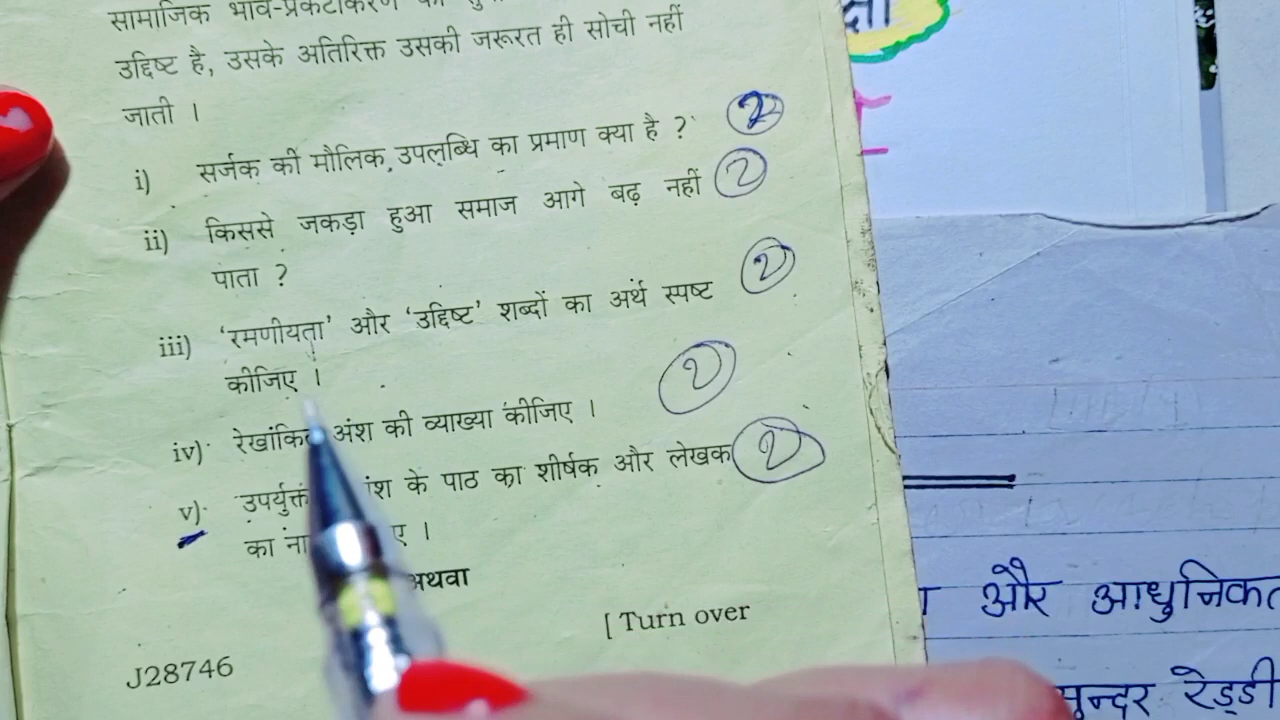 सामाजिक भाव-प्रकटीकरण की
उद्दिष्ट है, उसके अतिरिक्त उसकी जरूरत ही सोची नहीं
जाती ।
i) सर्जक की मौलिक उपलब्धि का प्रमाण क्या है ? 2
ii) किससे जकड़ा हुआ समाज आगे बढ़ नहीं 2
पाता ?
iii) 'रमणीयता' और 'उद्दिष्ट' शब्दों का अर्थ स्पष्ट 2
कीजिए ।
iv) रेखांकित अंश की व्याख्या कीजिए । 2
v) उपर्युक्त के पाठ का शीर्षक और लेखक 2
का
अथवा
[ Turn over
J28746
और आधुनिकत
सुन्दर रेड्डी